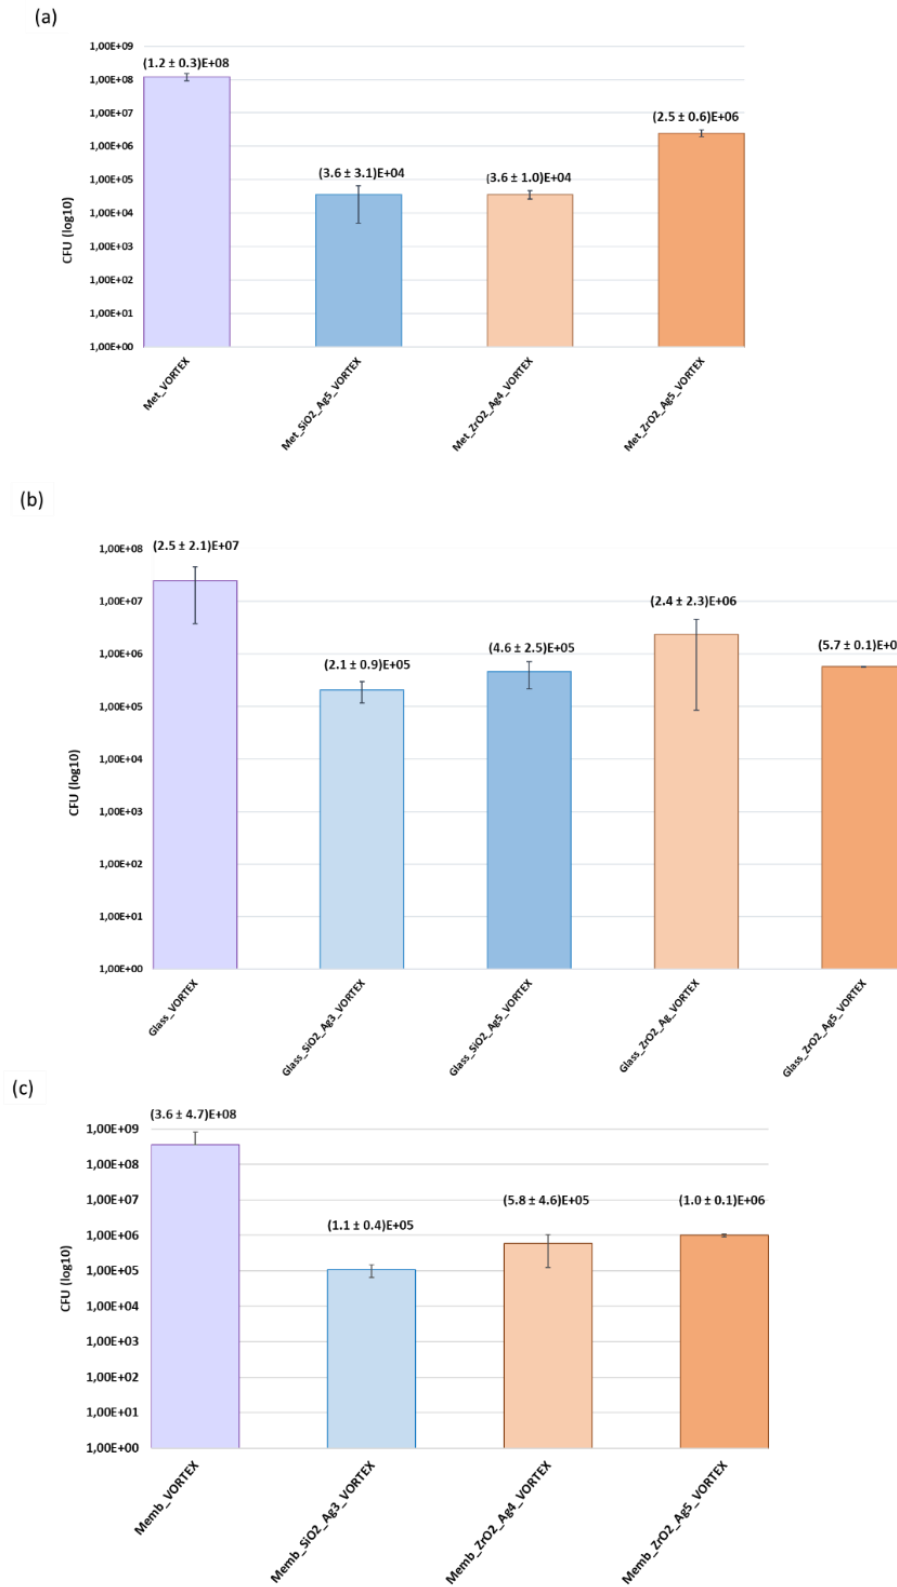 (a)
1,00E+09
(1.2 ± 0.3)E+08
1,00E+08
1,00E+07
(2.5 ± 0.6)E+06
1,00E+06
(3.6 ± 3.1)E+04
(3.6 ± 1.0)E+04
1,00E+05
1,00E+04
1,00E+03
1,00E+02
1,00E+01
1,00E+00
CFU (log10)
Met_VORTEX
Met_SiO2_Ag5_VORTEX
Met_ZrO2_Ag4_VORTEX
Met_ZrO2_Ag5_VORTEX
(b)
(2.5 ± 2.1)E+07
1,00E+08
1,00E+07
(2.4 ± 2.3)E+06
1,00E+06
(2.1 ± 0.9)E+05
(4.6 ± 2.5)E+05
(5.7 ± 0.1)E+0
1,00E+05
1,00E+04
1,00E+03
1,00E+02
1,00E+01
1,00E+00
CFU (log10)
Glass_VORTEX
Glass_SiO2_Ag3_VORTEX
Glass_SiO2_Ag5_VORTEX
Glass_ZrO2_Ag_VORTEX
Glass_ZrO2_Ag5_VORTEX
(c)
(3.6 ± 4.7)E+08
1,00E+09
1,00E+08
1,00E+07
(5.8 ± 4.6)E+05
(1.0 ± 0.1)E+06
(1.1 ± 0.4)E+05
1,00E+06
1,00E+05
1,00E+04
1,00E+03
1,00E+02
1,00E+01
1,00E+00
CFU (log10)
Memb_VORTEX
Memb_SiO2_Ag3_VORTEX
Memb_ZrO2_Ag4_VORTEX
Memb_ZrO2_Ag5_VORTEX